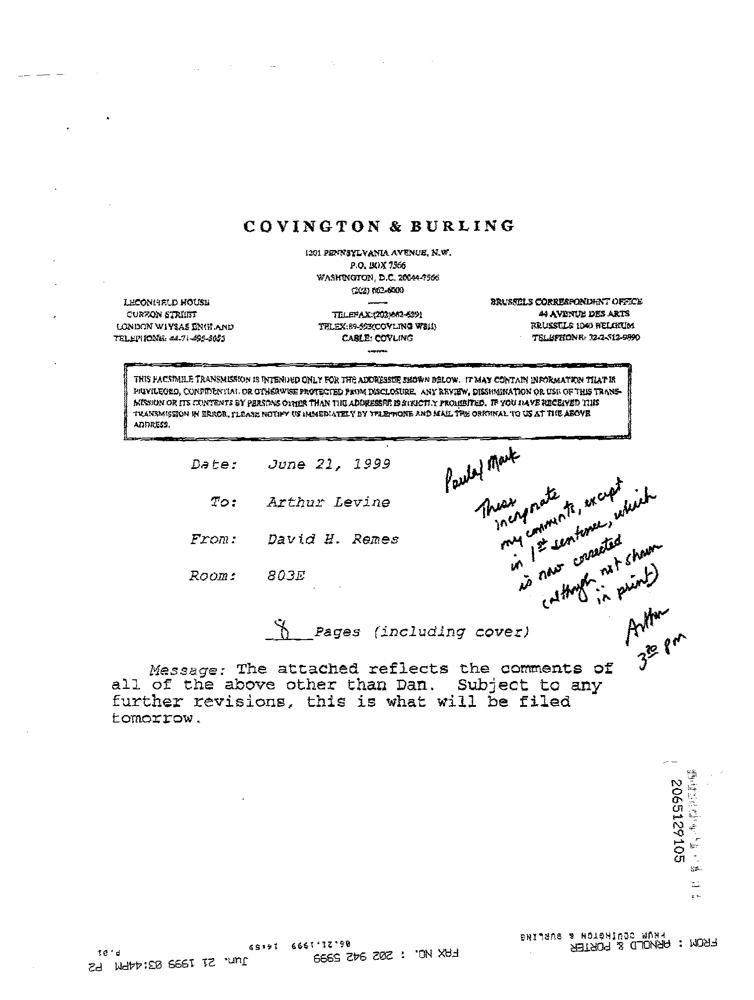 COVINGTON & BURLING
1201 PENNSYLVANIA AVENUE, N.W.
P.O. BOX 7566
WASHINGTON, D.C. 20044-7566
(202) 662-6000
LECONFIELD HOUSE
CURZON STREET
LONDON W1Y8AS ENGLAND
TELEPHONE: 44-71-495-5655
TELEFAX:(202)662-6291
TELEX:89-593(COVLING WSH)
CABLE: COVLING
BRUSSELS CORRESPONDENT OFFICE
44 AVENUE DES ARTS
BRUSSELS 1040 BELGIUM
TELEPHONE: 32-2-512-9890
THIS FACSIMILE TRANSMISSION IS INTENDED ONLY FOR THE ADDRESSEE SHOWN BELOW. IT MAY CONTAIN INFORMATION THAT IS
PRIVILEGED, CONFIDENTIAL OR OTHERWISE PROTECTED FROM DISCLOSURE. ANY REVIEW, DISSEMINATION OR USE OF THIS TRANS-
MISSION OR ITS CONTENTS BY PERSONS OTHER THAN THE ADDRESSEE IS STRICTLY PROHIBITED. IF YOU HAVE RECEIVED THIS
TRANSMISSION IN ERROR, PLEASE NOTIFY US IMMEDIATELY BY TELEPHONE AND MAIL THE ORIGINAL TO US AT THE ABOVE
ADDRESS.
Date: June 21, 1999
To: Arthur Levine
From: David H. Remes
Room: 803E
Paula/Mark
These
incorporate
my comments, except
in 1st sentence, which
is now corrected
(although not shown
in print)
Arthur
3:20 pm
8 Pages (including cover)
Message: The attached reflects the comments of
all of the above other than Dan. Subject to any
further revisions, this is what will be filed
tomorrow.
2065129105
FROM COVINGTON & BURLING
06.21.1999 14:59
P.01
FROM : ARNOLD & PORTER
FAX NO. : 202 942 5999
Jun. 21 1999 03:44PM P2